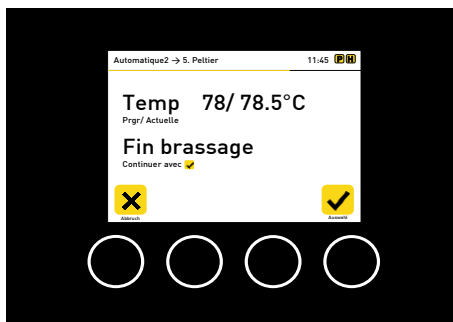 Automatique2 → 5. Peltier 11:45 P H
Temp 78/ 78.5°C
Prgr/ Actuelle
Fin brassage
Continuer avec ✔
Abbruch Auswahl